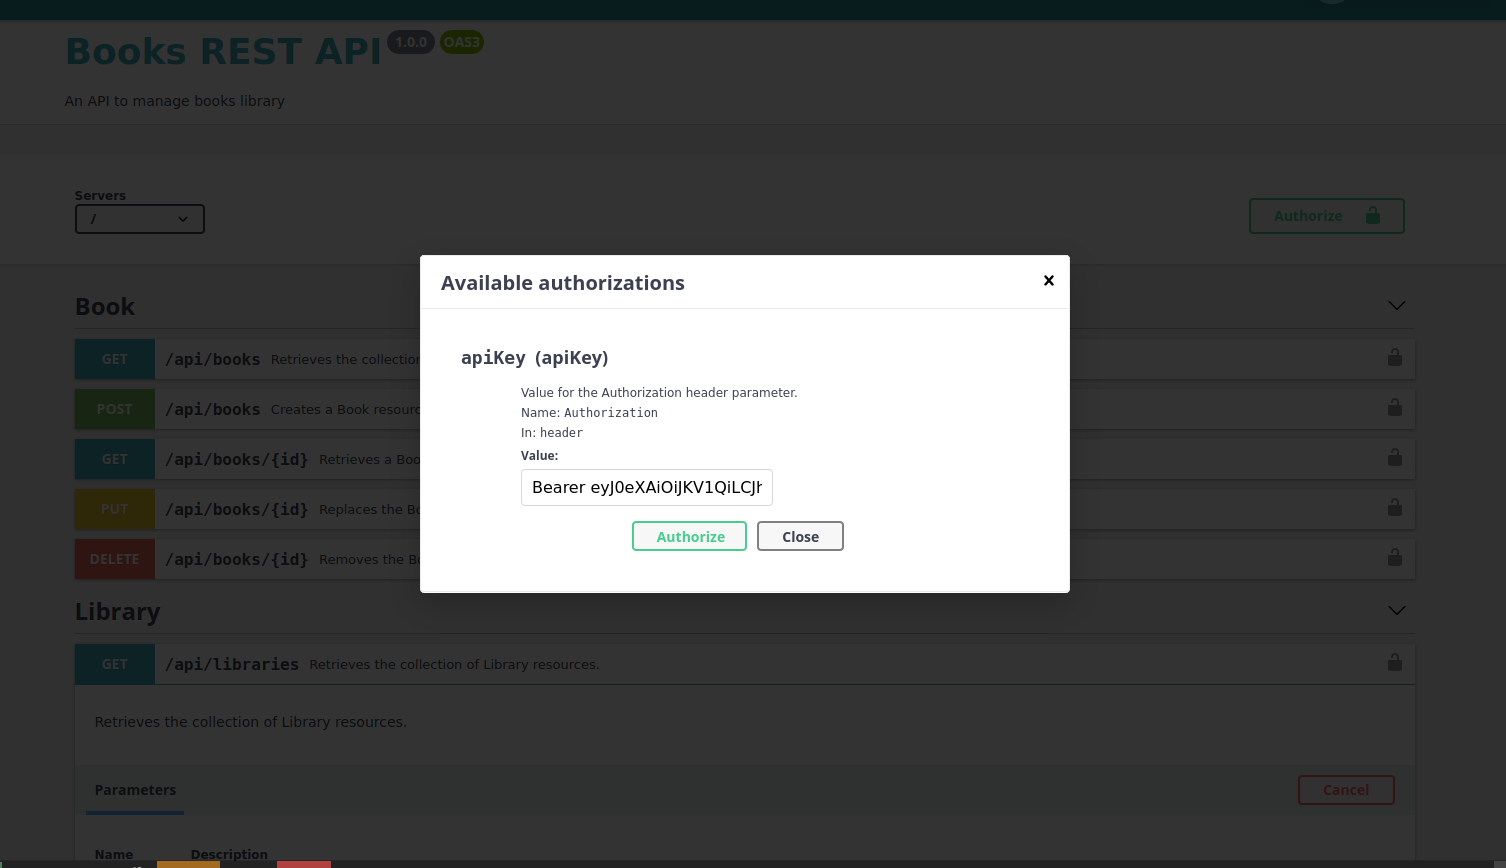 Books REST API 1.0.0 OAS3
An API to manage books library
Servers
/
Authorize
Available authorizations
apiKey (apiKey)
Value for the Authorization header parameter.
Name: Authorization
In: header
Value:
Bearer eyJ0eXAiOiJKV1QiLCJh
Authorize Close
Book
GET /api/books Retrieves the collection
POST /api/books Creates a Book
GET /api/books/{id} Retrieves a
PUT /api/books/{id} Replaces the
DELETE /api/books/{id} Removes the
Library
GET /api/libraries Retrieves the collection of Library resources.
Retrieves the collection of Library resources.
Parameters Cancel
Name Description